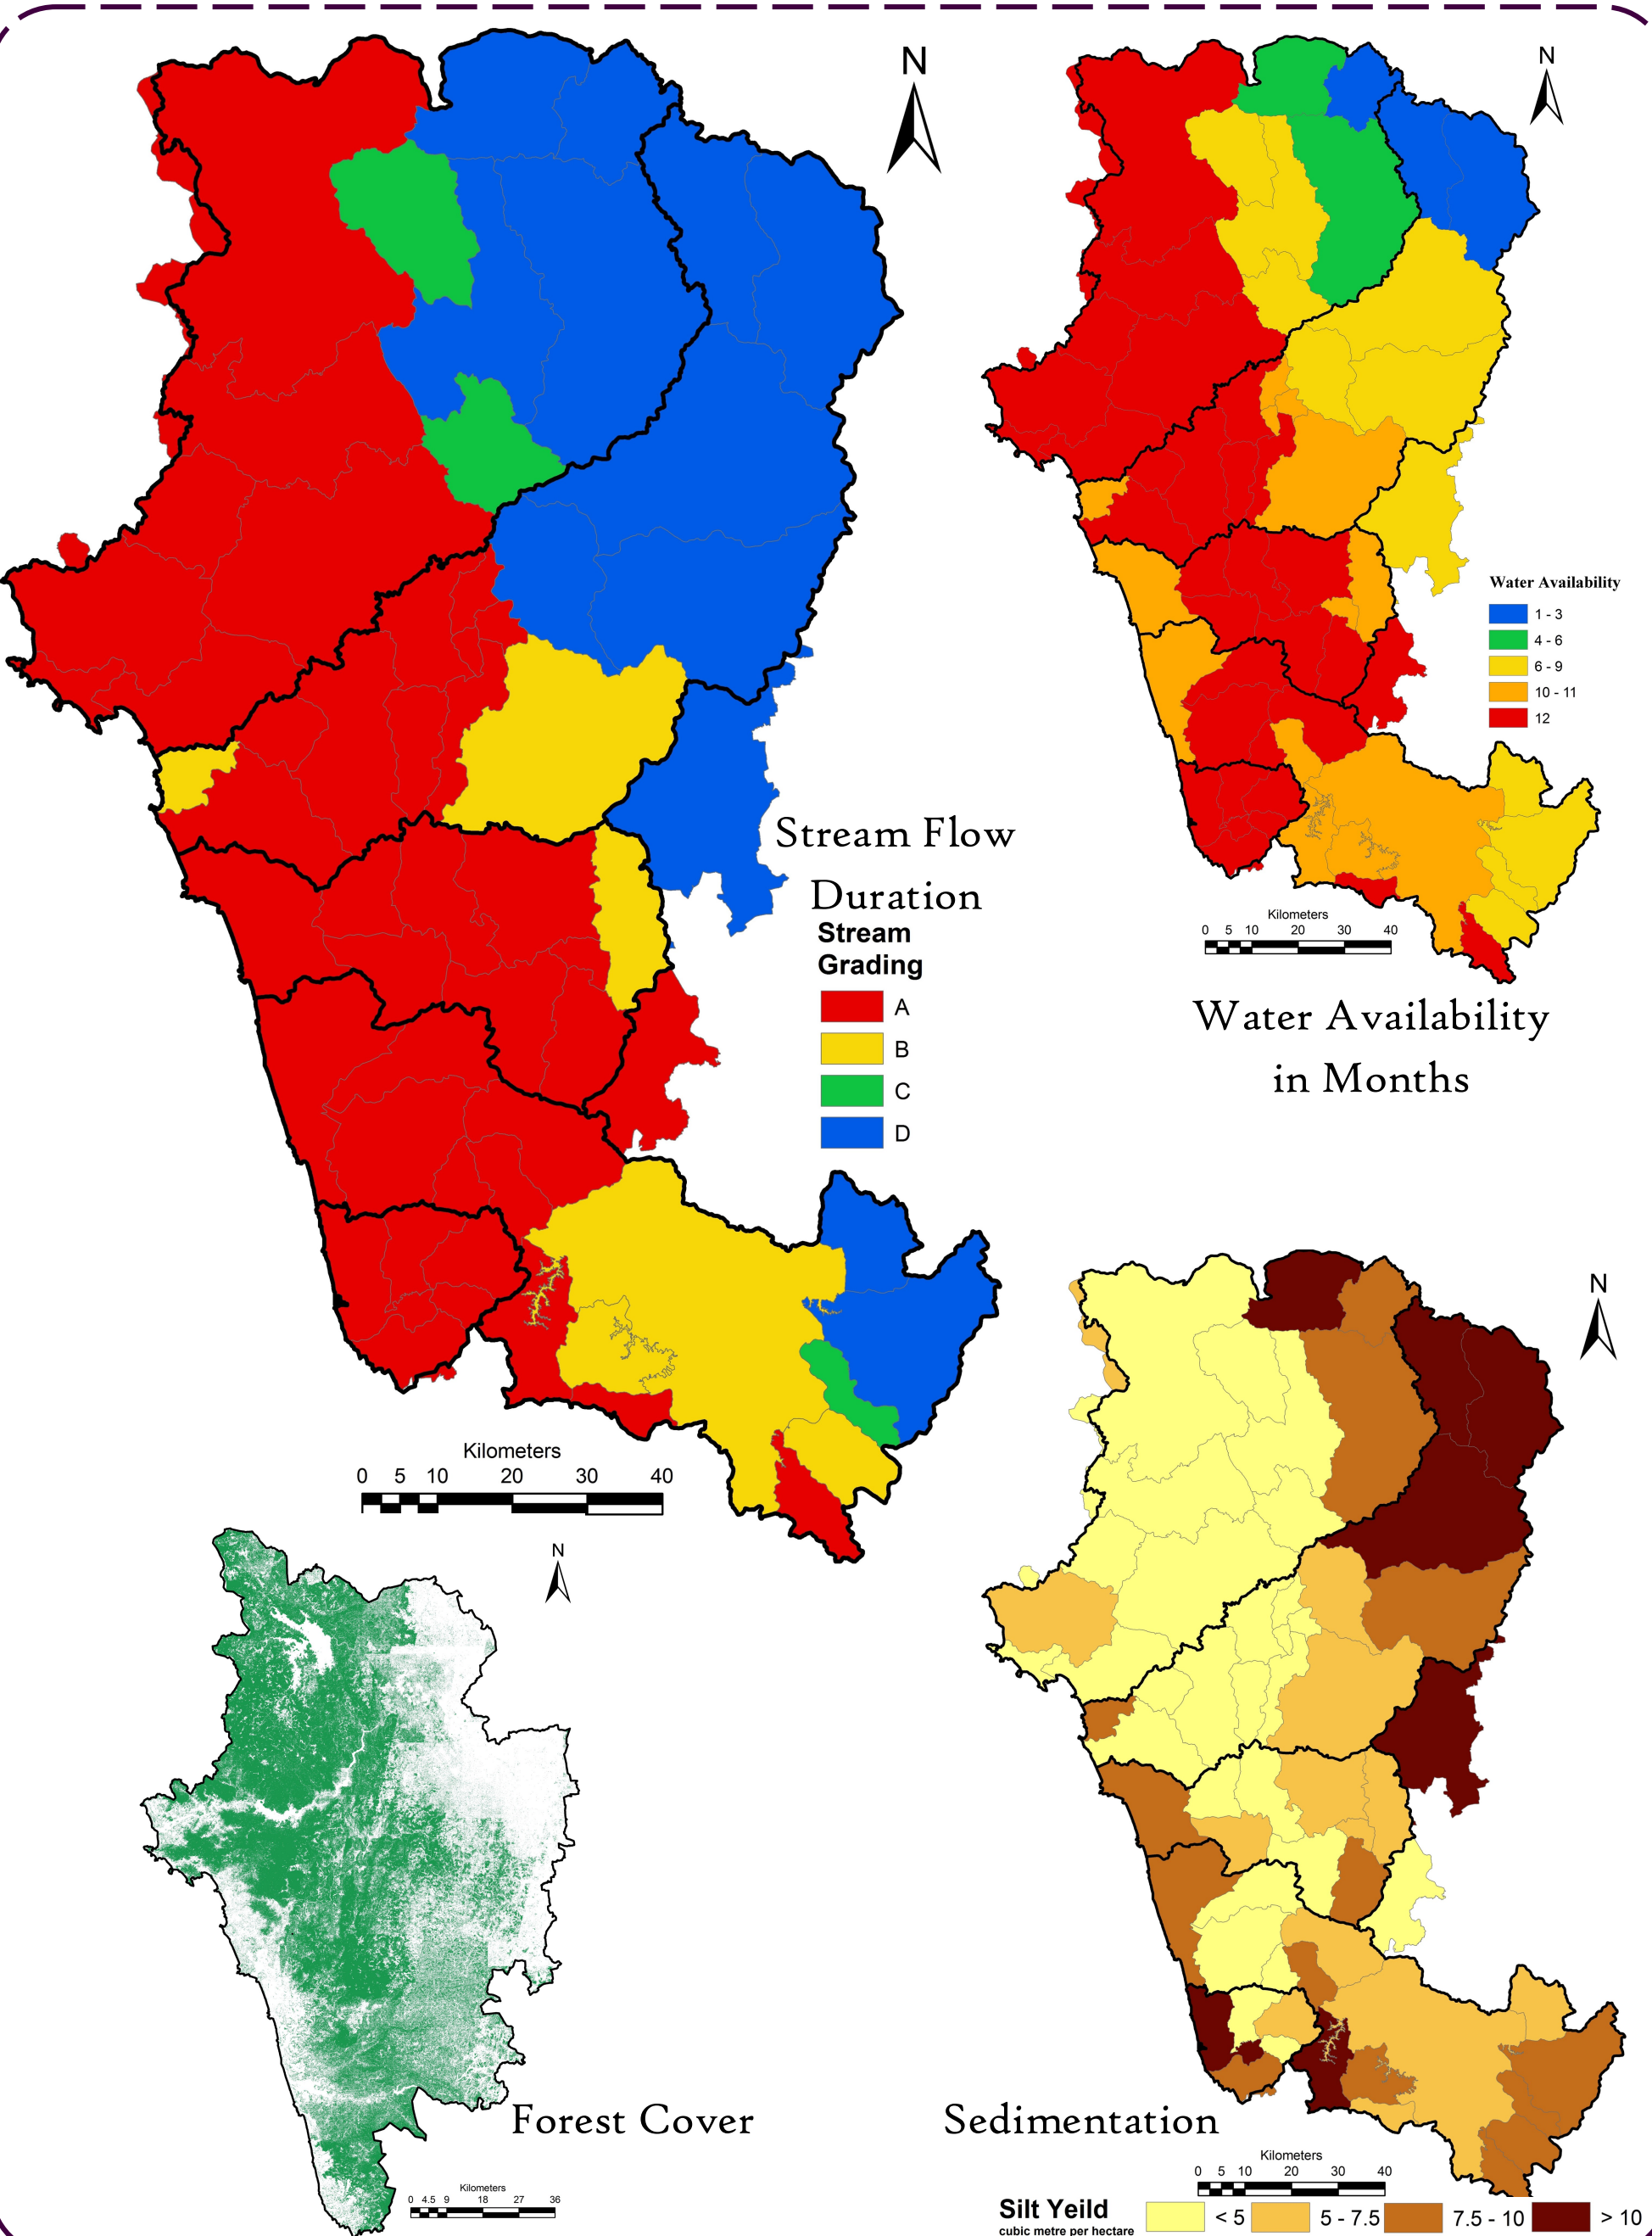 N
Stream Flow
Duration
Stream
Grading
A
B
C
D
Kilometers
0 5 10 20 30 40
N
Water Availability
1 - 3
4 - 6
6 - 9
10 - 11
12
Kilometers
0 5 10 20 30 40
Water Availability
in Months
N
Forest Cover
Kilometers
0 4.5 9 18 27 36
N
Sedimentation
Kilometers
0 5 10 20 30 40
Silt Yeild
cubic metre per hectare
< 5
5 - 7.5
7.5 - 10
> 10